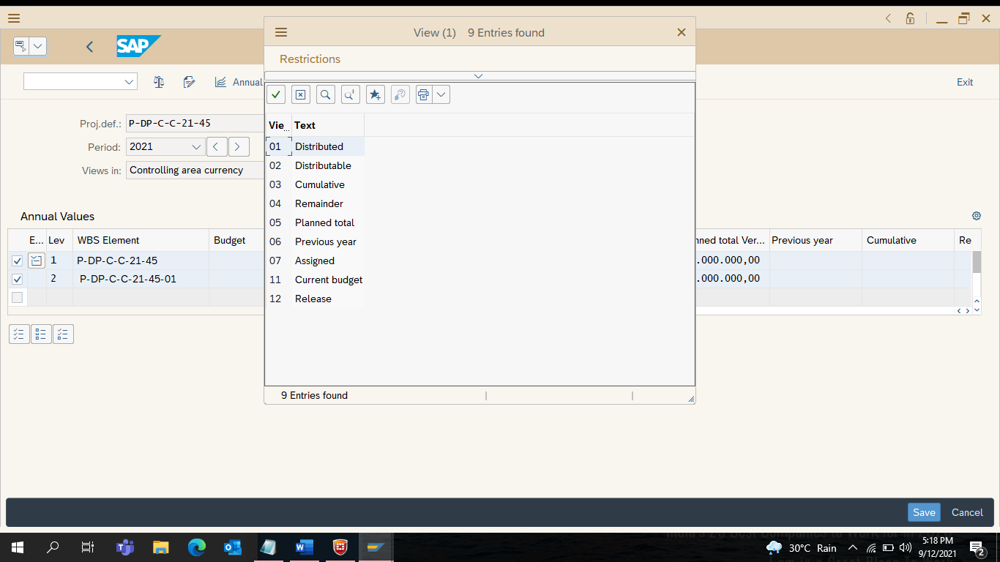 View (1) 9 Entries found
Restrictions
SAP
Annual
Exit
Proj.def.: P-DP-C-C-21-45
Period: 2021
Views in: Controlling area currency
Vie.. Text
01 Distributed
02 Distributable
03 Cumulative
04 Remainder
05 Planned total
06 Previous year
07 Assigned
11 Current budget
12 Release
9 Entries found
Annual Values
E... Lev WBS Element Budget nned total Ver... Previous year Cumulative Re
1 P-DP-C-C-21-45 .000.000,00
2 P-DP-C-C-21-45-01 .000.000,00
Save Cancel
30°C Rain
5:18 PM
9/12/2021
2